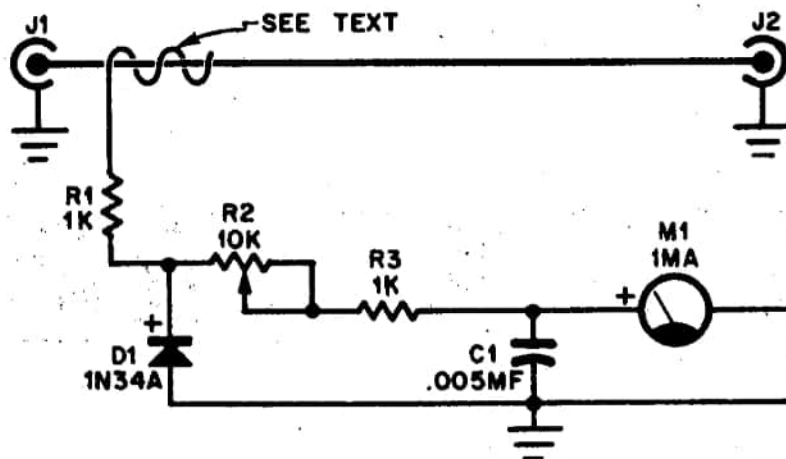 J1
SEE TEXT
J2
R1
1K
R2
10K
R3
1K
M1
1MA
+
+
D1
1N34A
C1
.005MF